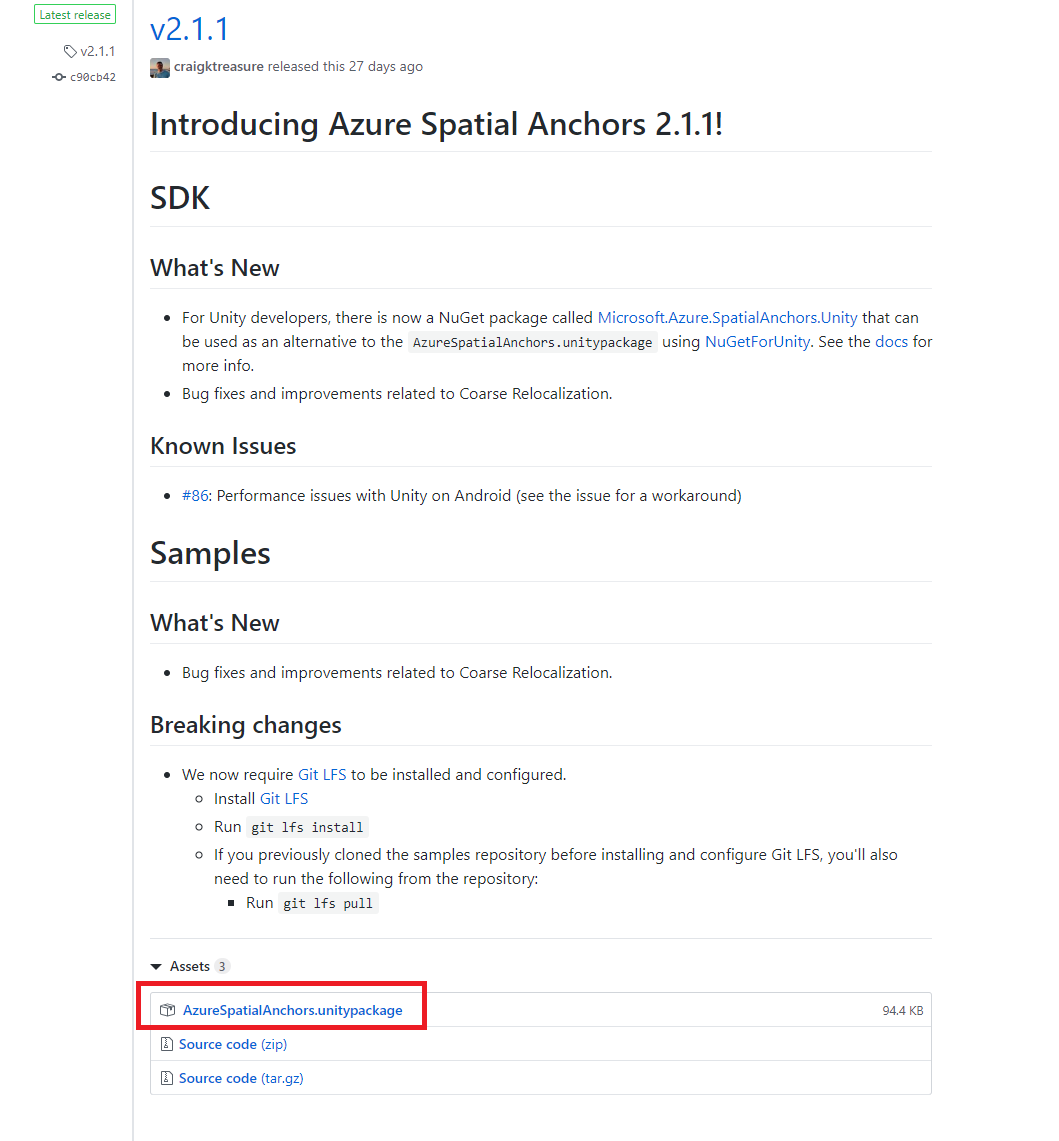 Latest release
v2.1.1
c90cb42
v2.1.1
craigktreasure released this 27 days ago
Introducing Azure Spatial Anchors 2.1.1!
SDK
What's New
For Unity developers, there is now a NuGet package called Microsoft.Azure.SpatialAnchors.Unity that can
be used as an alternative to the AzureSpatialAnchors.unitypackage using NuGetForUnity. See the docs for
more info.
Bug fixes and improvements related to Coarse Relocalization.
Known Issues
#86: Performance issues with Unity on Android (see the issue for a workaround)
Samples
What's New
Bug fixes and improvements related to Coarse Relocalization.
Breaking changes
We now require Git LFS to be installed and configured.
Install Git LFS
Run git lfs install
If you previously cloned the samples repository before installing and configure Git LFS, you'll also
need to run the following from the repository:
Run git lfs pull
Assets 3
AzureSpatialAnchors.unitypackage 94.4 KB
Source code (zip)
Source code (tar.gz)